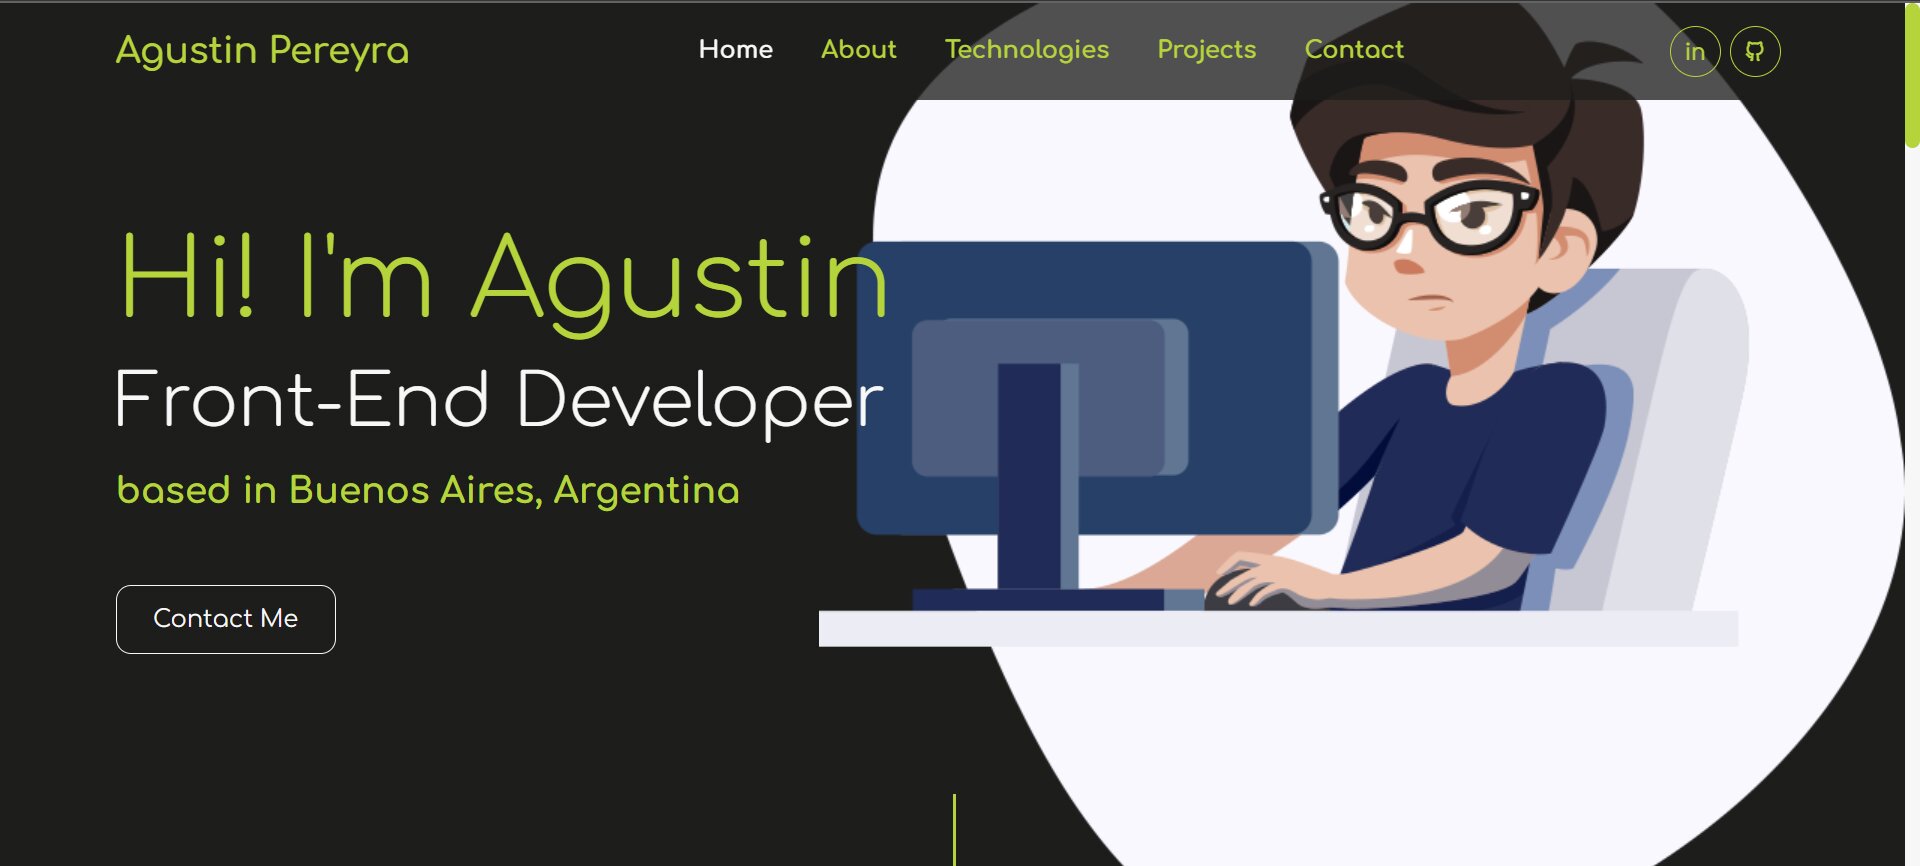 Agustin Pereyra
Home About Technologies Projects Contact
in
Hi! I'm Agustin
Front-End Developer
based in Buenos Aires, Argentina
Contact Me